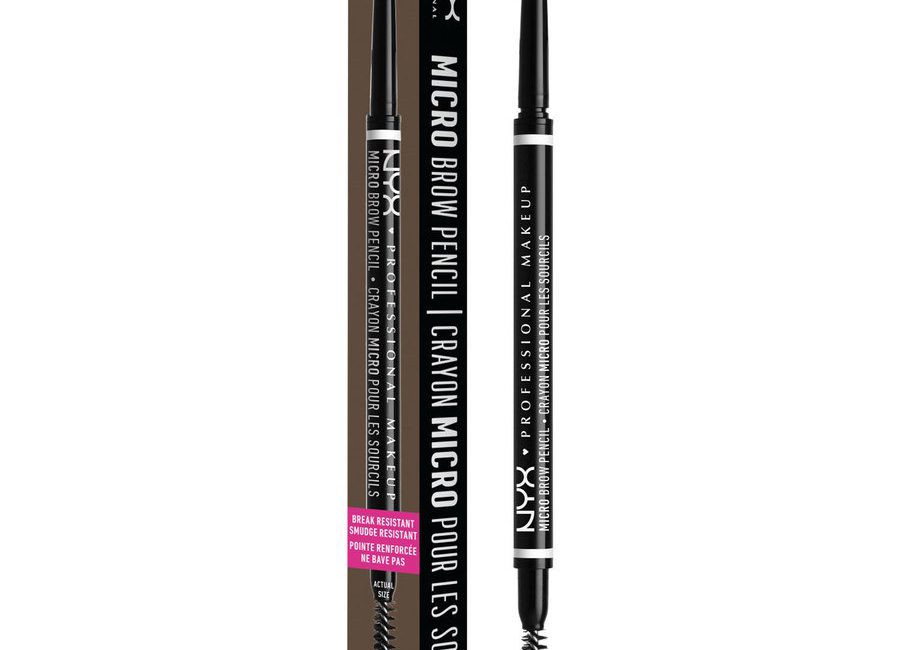 NYX ♥ PROFESSIONAL MAKEUP
MICRO BROW PENCIL • CRAYON MICRO POUR LES SOURCILS
BREAK RESISTANT
SMUDGE RESISTANT
POINTE RENFORCÉE
NE BAVE PAS
ACTUAL
SIZE
MICRO BROW PENCIL | CRAYON MICRO POUR LES
NYX ♥ PROFESSIONAL MAKEUP
MICRO BROW PENCIL • CRAYON MICRO POUR LES SOURCILS